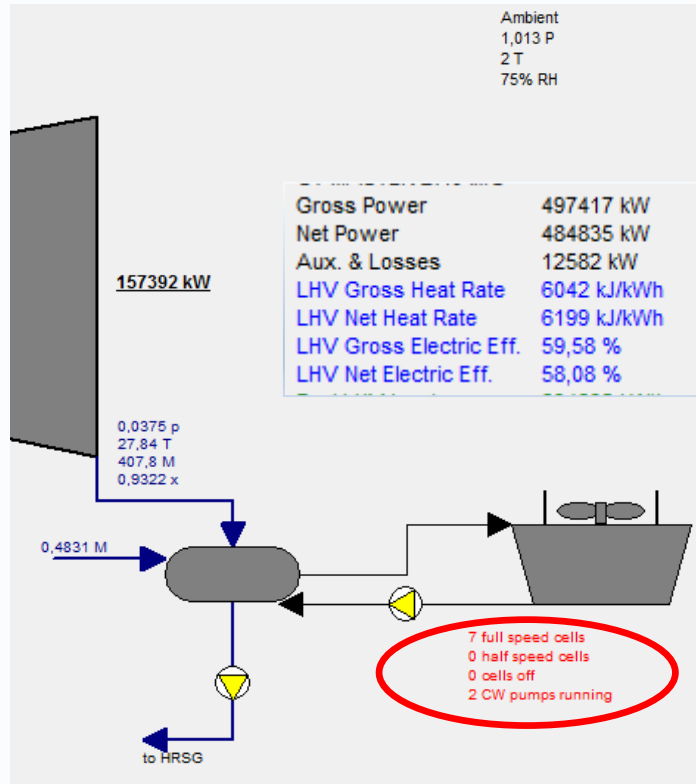 Ambient
1,013 P
2 T
75% RH
Gross Power 497417 kW
Net Power 484835 kW
Aux. & Losses 12582 kW
LHV Gross Heat Rate 6042 kJ/kWh
LHV Net Heat Rate 6199 kJ/kWh
LHV Gross Electric Eff. 59,58 %
LHV Net Electric Eff. 58,08 %
157392 kW
0,0375 p
27,84 T
407,8 M
0,9322 x
0,4831 M
7 full speed cells
0 half speed cells
0 cells off
2 CW pumps running
to HRSG